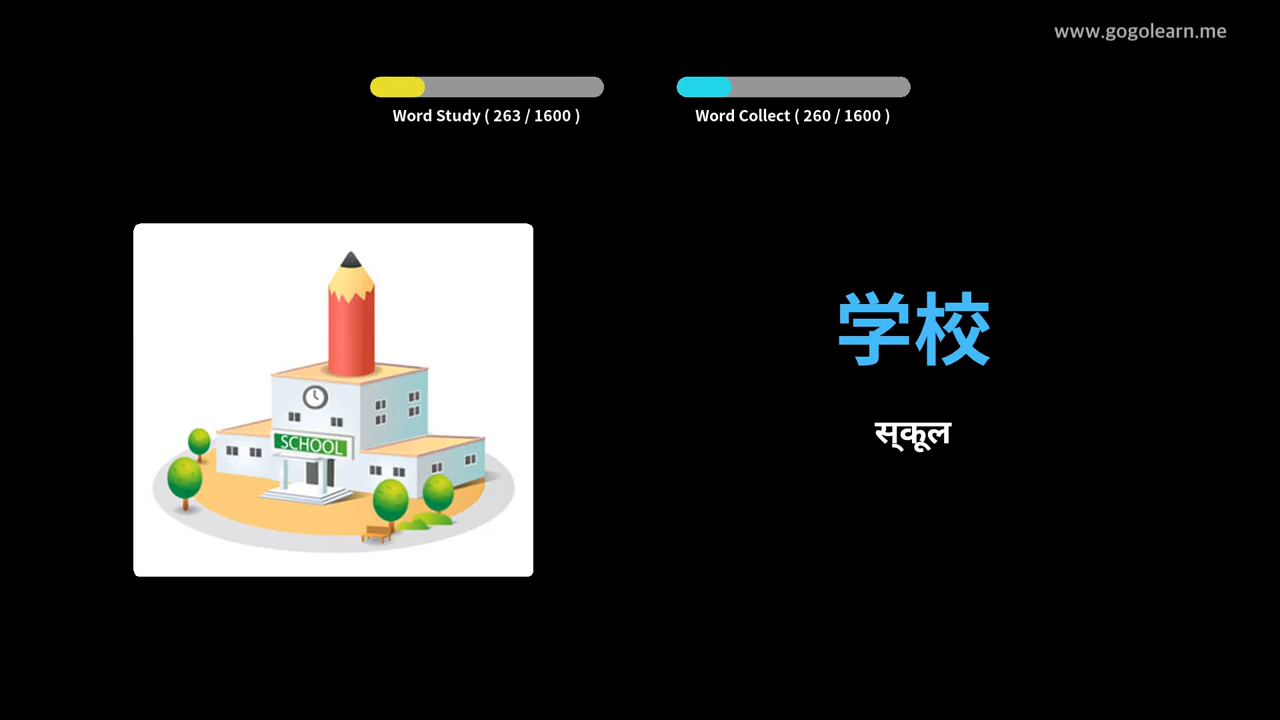 www.gogolearn.me
Word Study ( 263 / 1600 )
Word Collect ( 260 / 1600 )
学校
स्कूल
SCHOOL